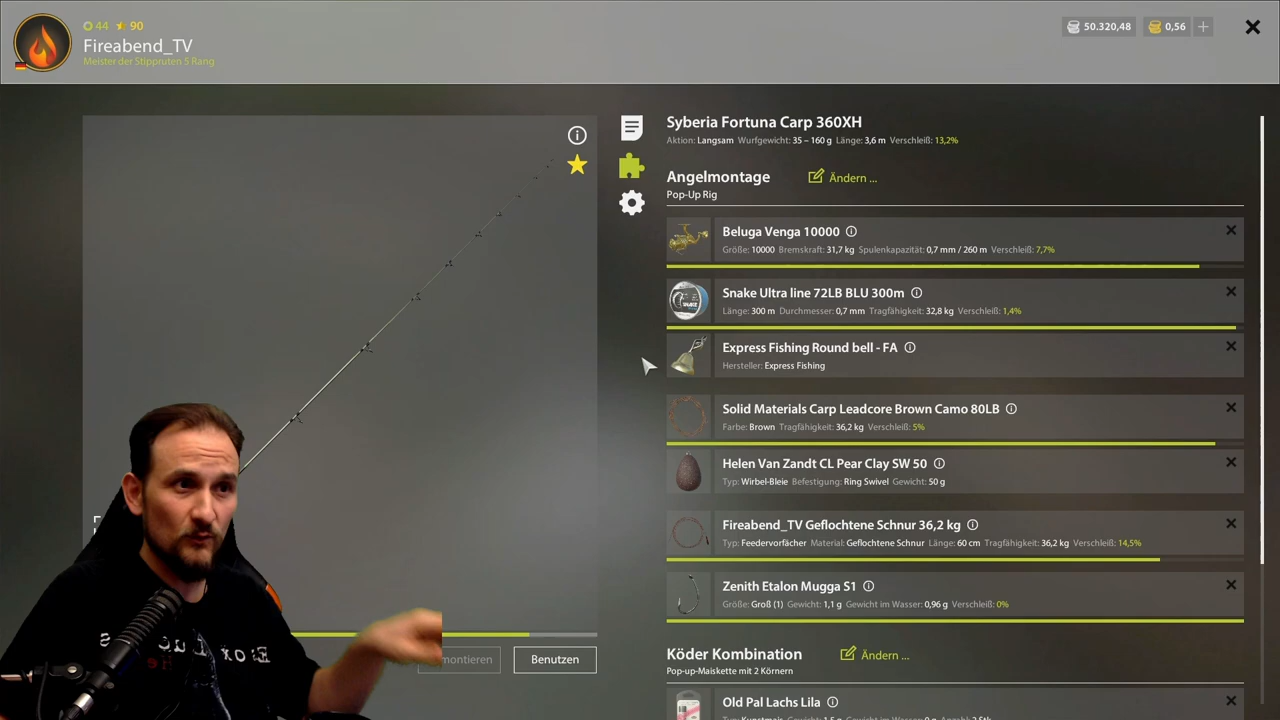 44 90
Fireabend_TV
Meister der Stippruten 5 Rang
50.320,48 0,56
Syberia Fortuna Carp 360XH
Aktion: Langsam Wurfgewicht: 35 – 160 g Länge: 3,6 m Verschleiß: 13,2%
Angelmontage Ändern ...
Pop-Up Rig
Beluga Venga 10000
Größe: 10000 Bremskraft: 31,7 kg Spulenkapazität: 0,7 mm / 260 m Verschleiß: 7,7%
Snake Ultra line 72LB BLU 300m
Länge: 300 m Durchmesser: 0,7 mm Tragfähigkeit: 32,8 kg Verschleiß: 1,4%
Express Fishing Round bell - FA
Hersteller: Express Fishing
Solid Materials Carp Leadcore Brown Camo 80LB
Farbe: Brown Tragfähigkeit: 36,2 kg Verschleiß: 5%
Helen Van Zandt CL Pear Clay SW 50
Typ: Wirbel-Bleie Befestigung: Ring Swivel Gewicht: 50 g
Fireabend_TV Geflochtene Schnur 36,2 kg
Typ: Feedervorfächer Material: Geflochtene Schnur Länge: 60 cm Tragfähigkeit: 36,2 kg Verschleiß: 14,5%
Zenith Etalon Mugga S1
Größe: Groß (1) Gewicht: 1,1 g Gewicht im Wasser: 0,96 g Verschleiß: 0%
montieren Benutzen
Köder Kombination Ändern ...
Pop-up-Maiskette mit 2 Körnern
Old Pal Lachs Lila